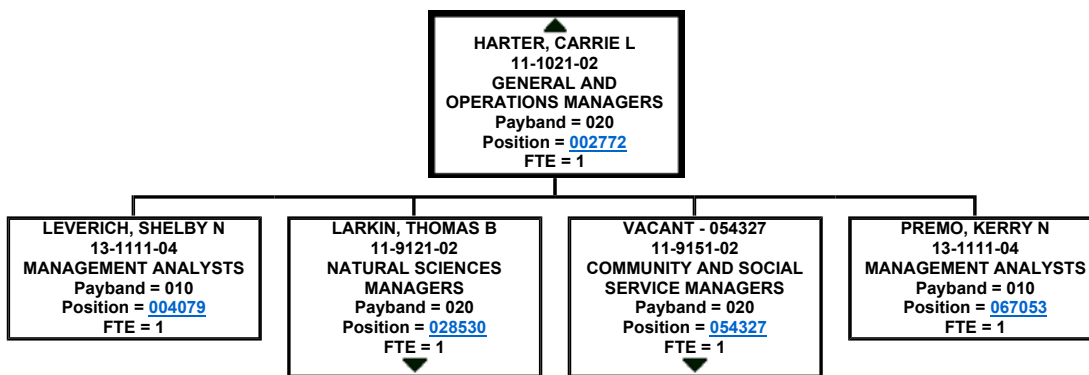 HARTER, CARRIE L
11-1021-02
GENERAL AND
OPERATIONS MANAGERS
Payband = 020
Position = 002772
FTE = 1
LEVERICH, SHELBY N
13-1111-04
MANAGEMENT ANALYSTS
Payband = 010
Position = 004079
FTE = 1
LARKIN, THOMAS B
11-9121-02
NATURAL SCIENCES
MANAGERS
Payband = 020
Position = 028530
FTE = 1
VACANT - 054327
11-9151-02
COMMUNITY AND SOCIAL
SERVICE MANAGERS
Payband = 020
Position = 054327
FTE = 1
PREMO, KERRY N
13-1111-04
MANAGEMENT ANALYSTS
Payband = 010
Position = 067053
FTE = 1